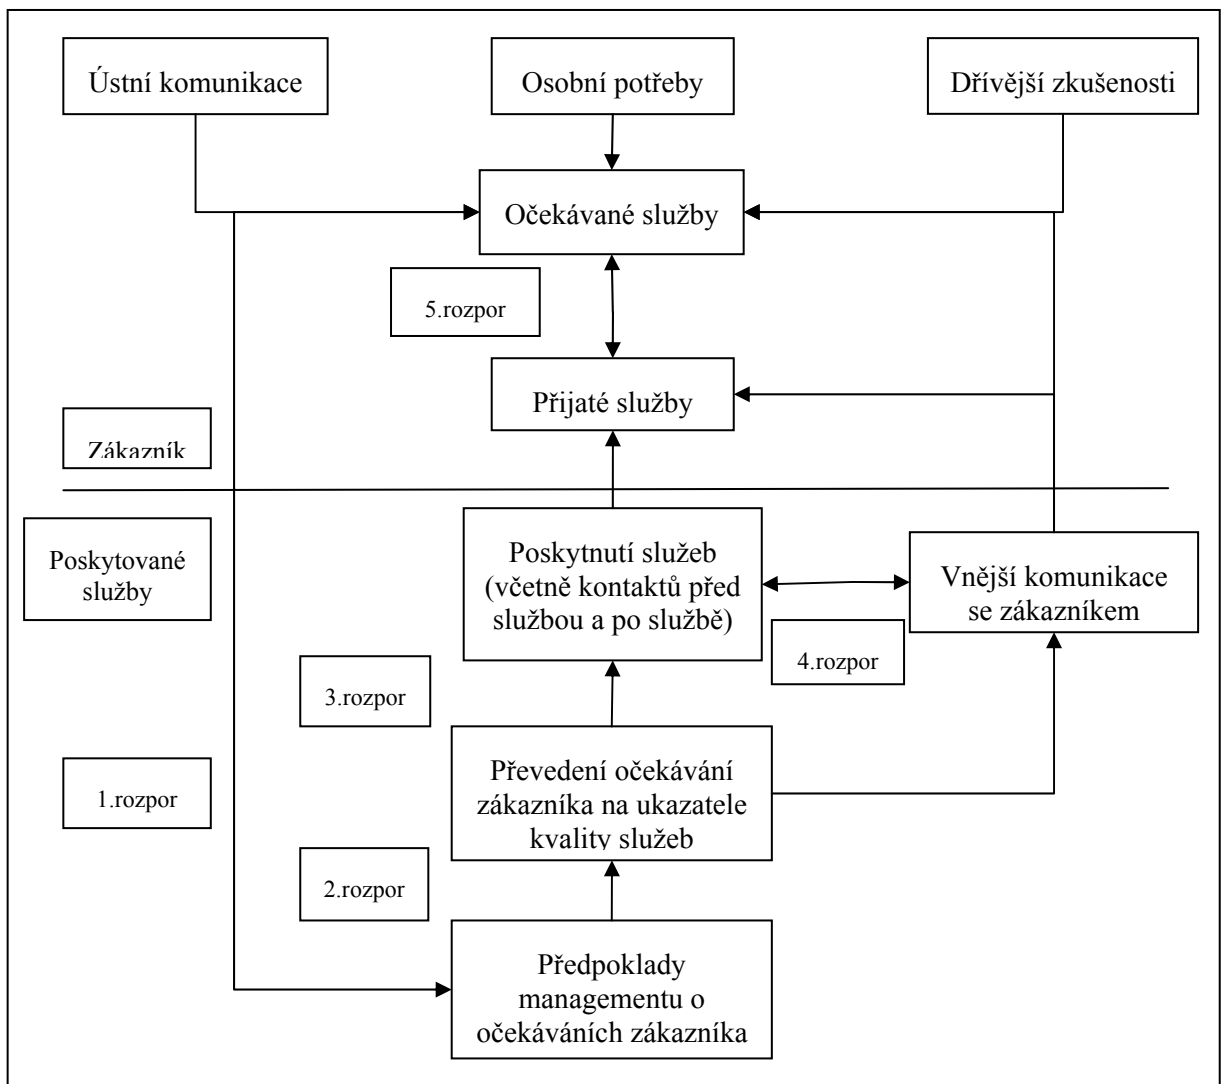 Ústní komunikace
Osobní potřeby
Dřívější zkušenosti
Očekávané služby
5.rozpor
Přijaté služby
Zákazník
Poskytované
služby
Poskytnutí služeb
(včetně kontaktů před
službou a po službě)
Vnější komunikace
se zákazníkem
4.rozpor
3.rozpor
Převedení očekávání
zákazníka na ukazatele
kvality služeb
1.rozpor
2.rozpor
Předpoklady
managementu o
očekáváních zákazníka